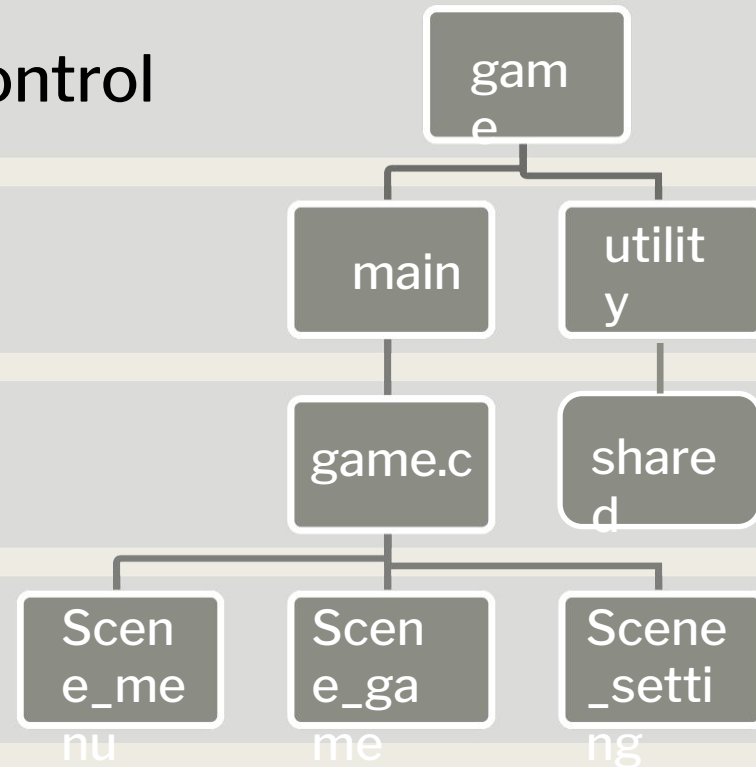 ontrol
gam
e
main
utilit
y
game.c
share
d
Scen
e_me
nu
Scen
e_ga
me
Scene
_setti
ng